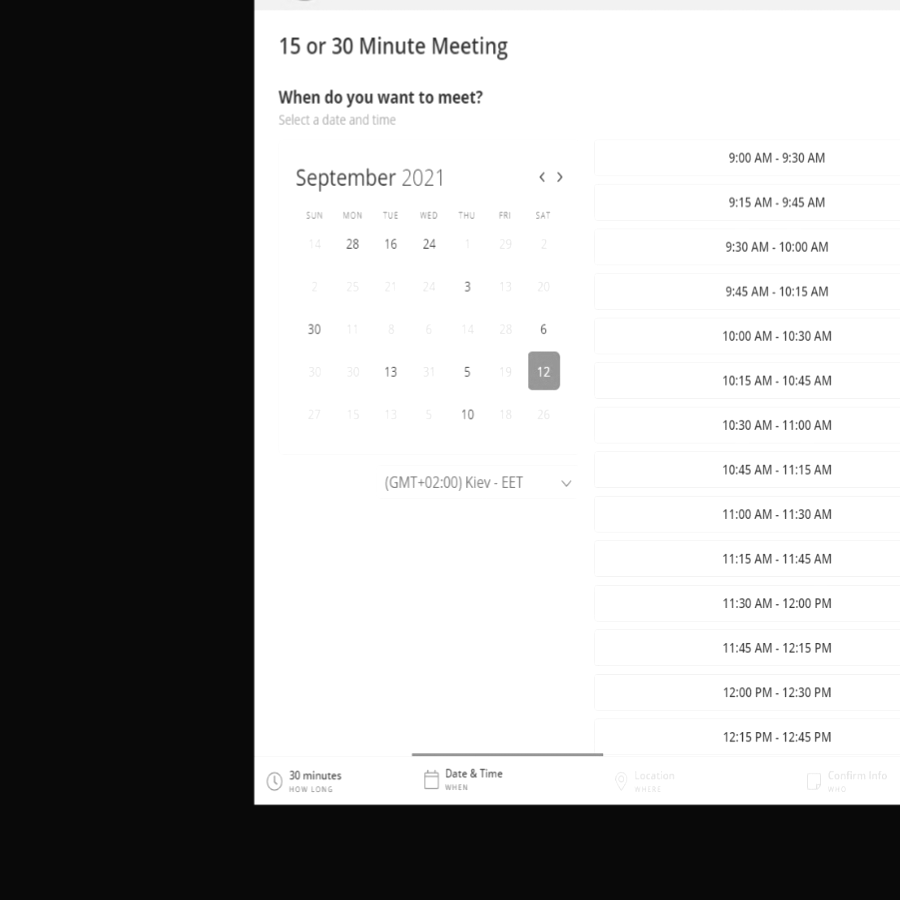 15 or 30 Minute Meeting
When do you want to meet?
Select a date and time
September 2021
SUN MON TUE WED THU FRI SAT
14 28 16 24 1 29 2
2 25 21 24 3 13 20
30 11 8 6 14 28 6
30 30 13 31 5 19 12
27 15 13 5 10 18 26
(GMT+02:00) Kiev - EET
9:00 AM - 9:30 AM
9:15 AM - 9:45 AM
9:30 AM - 10:00 AM
9:45 AM - 10:15 AM
10:00 AM - 10:30 AM
10:15 AM - 10:45 AM
10:30 AM - 11:00 AM
10:45 AM - 11:15 AM
11:00 AM - 11:30 AM
11:15 AM - 11:45 AM
11:30 AM - 12:00 PM
11:45 AM - 12:15 PM
12:00 PM - 12:30 PM
12:15 PM - 12:45 PM
30 minutes
HOW LONG
Date & Time
WHEN
Location
WHERE
Confirm Info
WHO